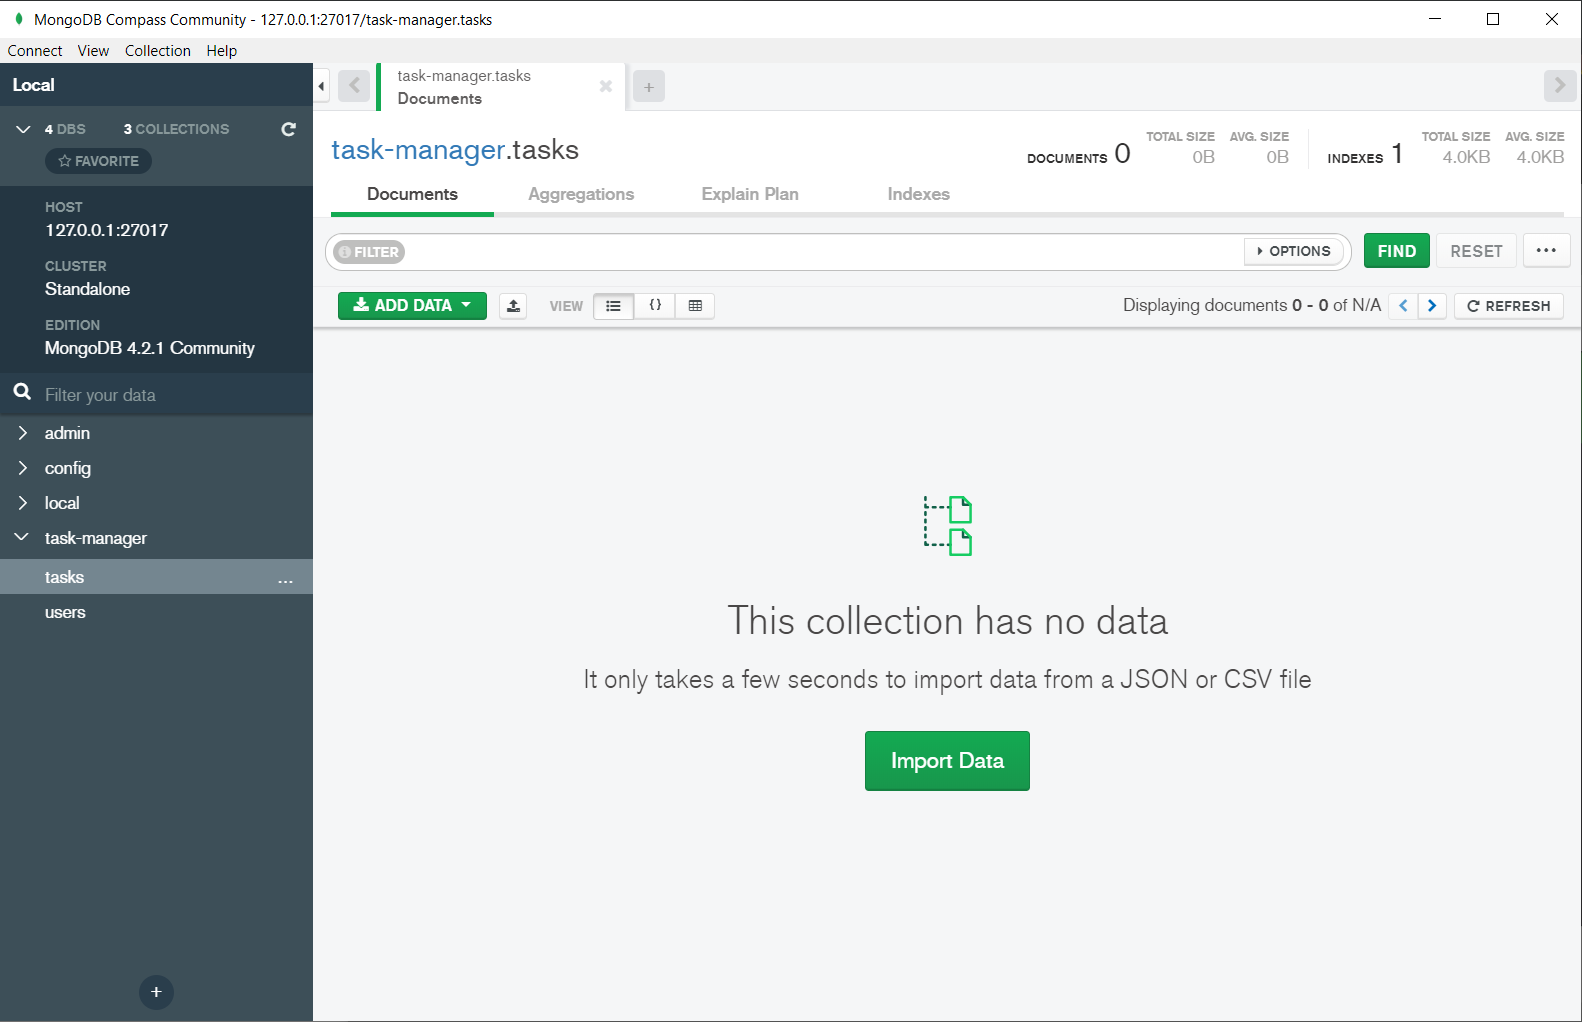 MongoDB Compass Community - 127.0.0.1:27017/task-manager.tasks
Connect View Collection Help
Local
4 DBS 3 COLLECTIONS
FAVORITE
HOST
127.0.0.1:27017
CLUSTER
Standalone
EDITION
MongoDB 4.2.1 Community
Filter your data
admin
config
local
task-manager
tasks ...
users
+
task-manager.tasks
Documents
+
task-manager.tasks
DOCUMENTS 0
TOTAL SIZE AVG. SIZE
0B 0B
INDEXES 1
TOTAL SIZE AVG. SIZE
4.0KB 4.0KB
Documents Aggregations Explain Plan Indexes
FILTER OPTIONS FIND RESET ...
ADD DATA VIEW {} Displaying documents 0 - 0 of N/A < > REFRESH
This collection has no data
It only takes a few seconds to import data from a JSON or CSV file
Import Data